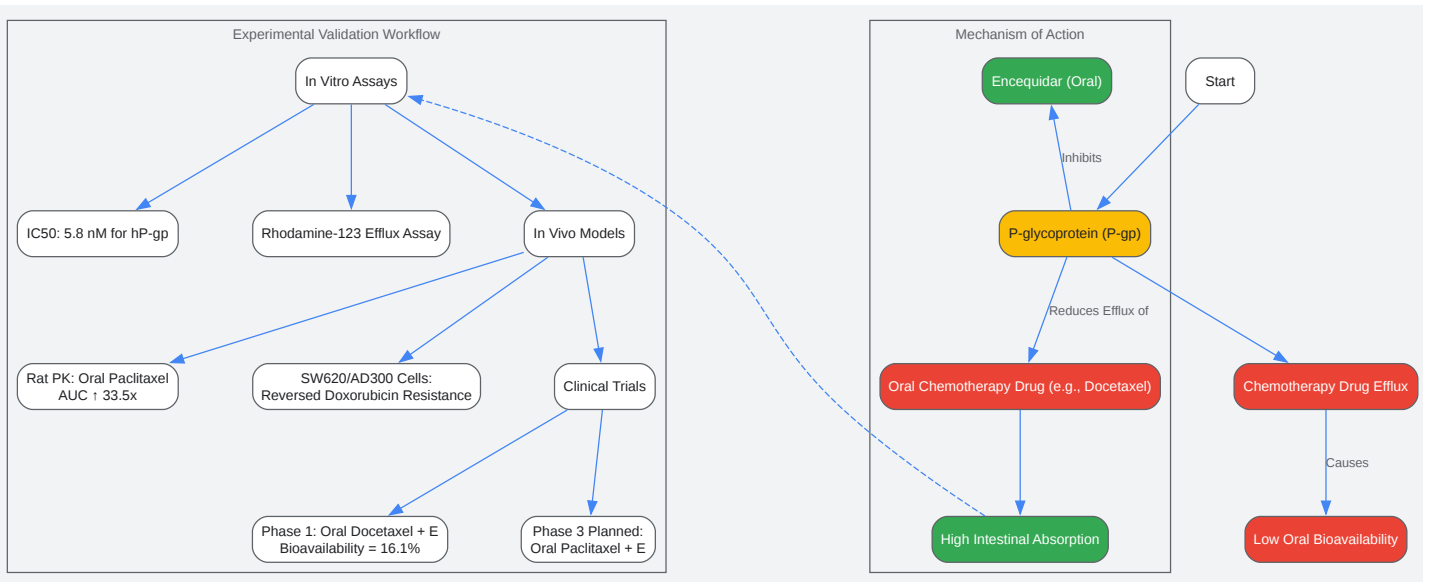 Experimental Validation Workflow
In Vitro Assays
IC50: 5.8 nM for hP-gp
Rhodamine-123 Efflux Assay
In Vivo Models
Rat PK: Oral Paclitaxel
AUC ↑ 33.5x
SW620/AD300 Cells:
Reversed Doxorubicin Resistance
Clinical Trials
Phase 1: Oral Docetaxel + E
Bioavailability = 16.1%
Phase 3 Planned:
Oral Paclitaxel + E
Mechanism of Action
Encequidar (Oral)
Start
Inhibits
P-glycoprotein (P-gp)
Reduces Efflux of
Oral Chemotherapy Drug (e.g., Docetaxel)
Chemotherapy Drug Efflux
Causes
High Intestinal Absorption
Low Oral Bioavailability